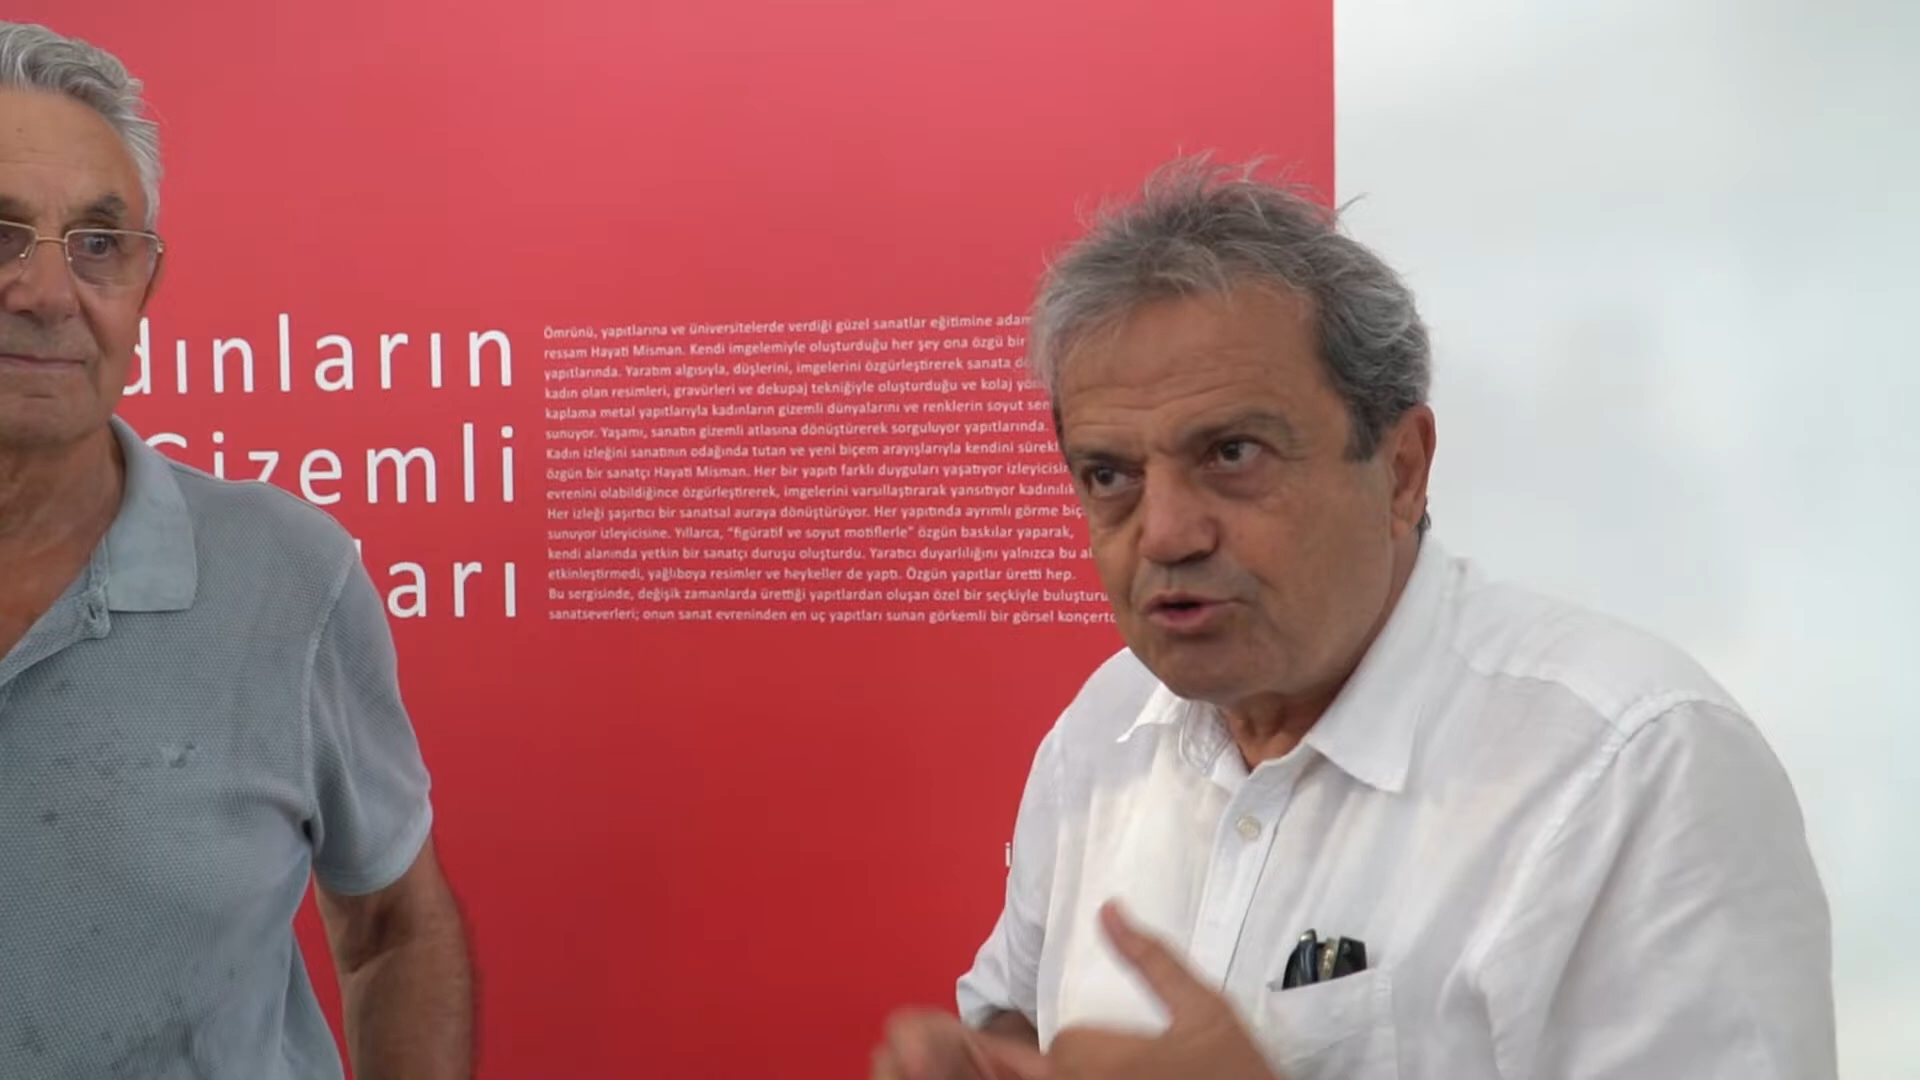 dınların
Gizemli
arı
Ömrünü, yapıtlarına ve üniversitelerde verdiği güzel sanatlar eğitimine adam
ressam Hayati Misman. Kendi imgelemiyle oluşturduğu her şey ona özgü bir
yapıtlarında. Yaratım algısıyla, düşlerini, imgelerini özgürleştirerek sanata d
kadın olan resimleri, gravürleri ve dekupaj tekniğiyle oluşturduğu ve kolaj yön
kaplama metal yapıtlarıyla kadınların gizemli dünyalarını ve renklerin soyut sen
sunuyor. Yaşamı, sanatın gizemli atlasına dönüştürerek sorguluyor yapıtlarında.
Kadın izleğini sanatının odağında tutan ve yeni biçem arayışlarıyla kendini sürekl
özgün bir sanatçı Hayati Misman. Her bir yapıtı farklı duyguları yaşatıyor izleyicisin
evrenini olabildiğince özgürleştirerek, imgelerini varsıllaştırarak yansıtıyor kadınlık
Her izleği şaşırtıcı bir sanatsal auraya dönüştürüyor. Her yapıtında ayrımlı görme biç
sunuyor izleyicisine. Yıllarca, “figüratif ve soyut motiflerle” özgün baskılar yaparak,
kendi alanında yetkin bir sanatçı duruşu oluşturdu. Yaratıcı duyarlılığını yalnızca bu al
etkinleştirmedi, yağlıboya resimler ve heykeller de yaptı. Özgün yapıtlar üretti hep.
Bu sergisinde, değişik zamanlarda ürettiği yapıtlardan oluşan özel bir seçkiyle buluşturu
sanatseverleri; onun sanat evreninden en uç yapıtları sunan görkemli bir görsel konçerto